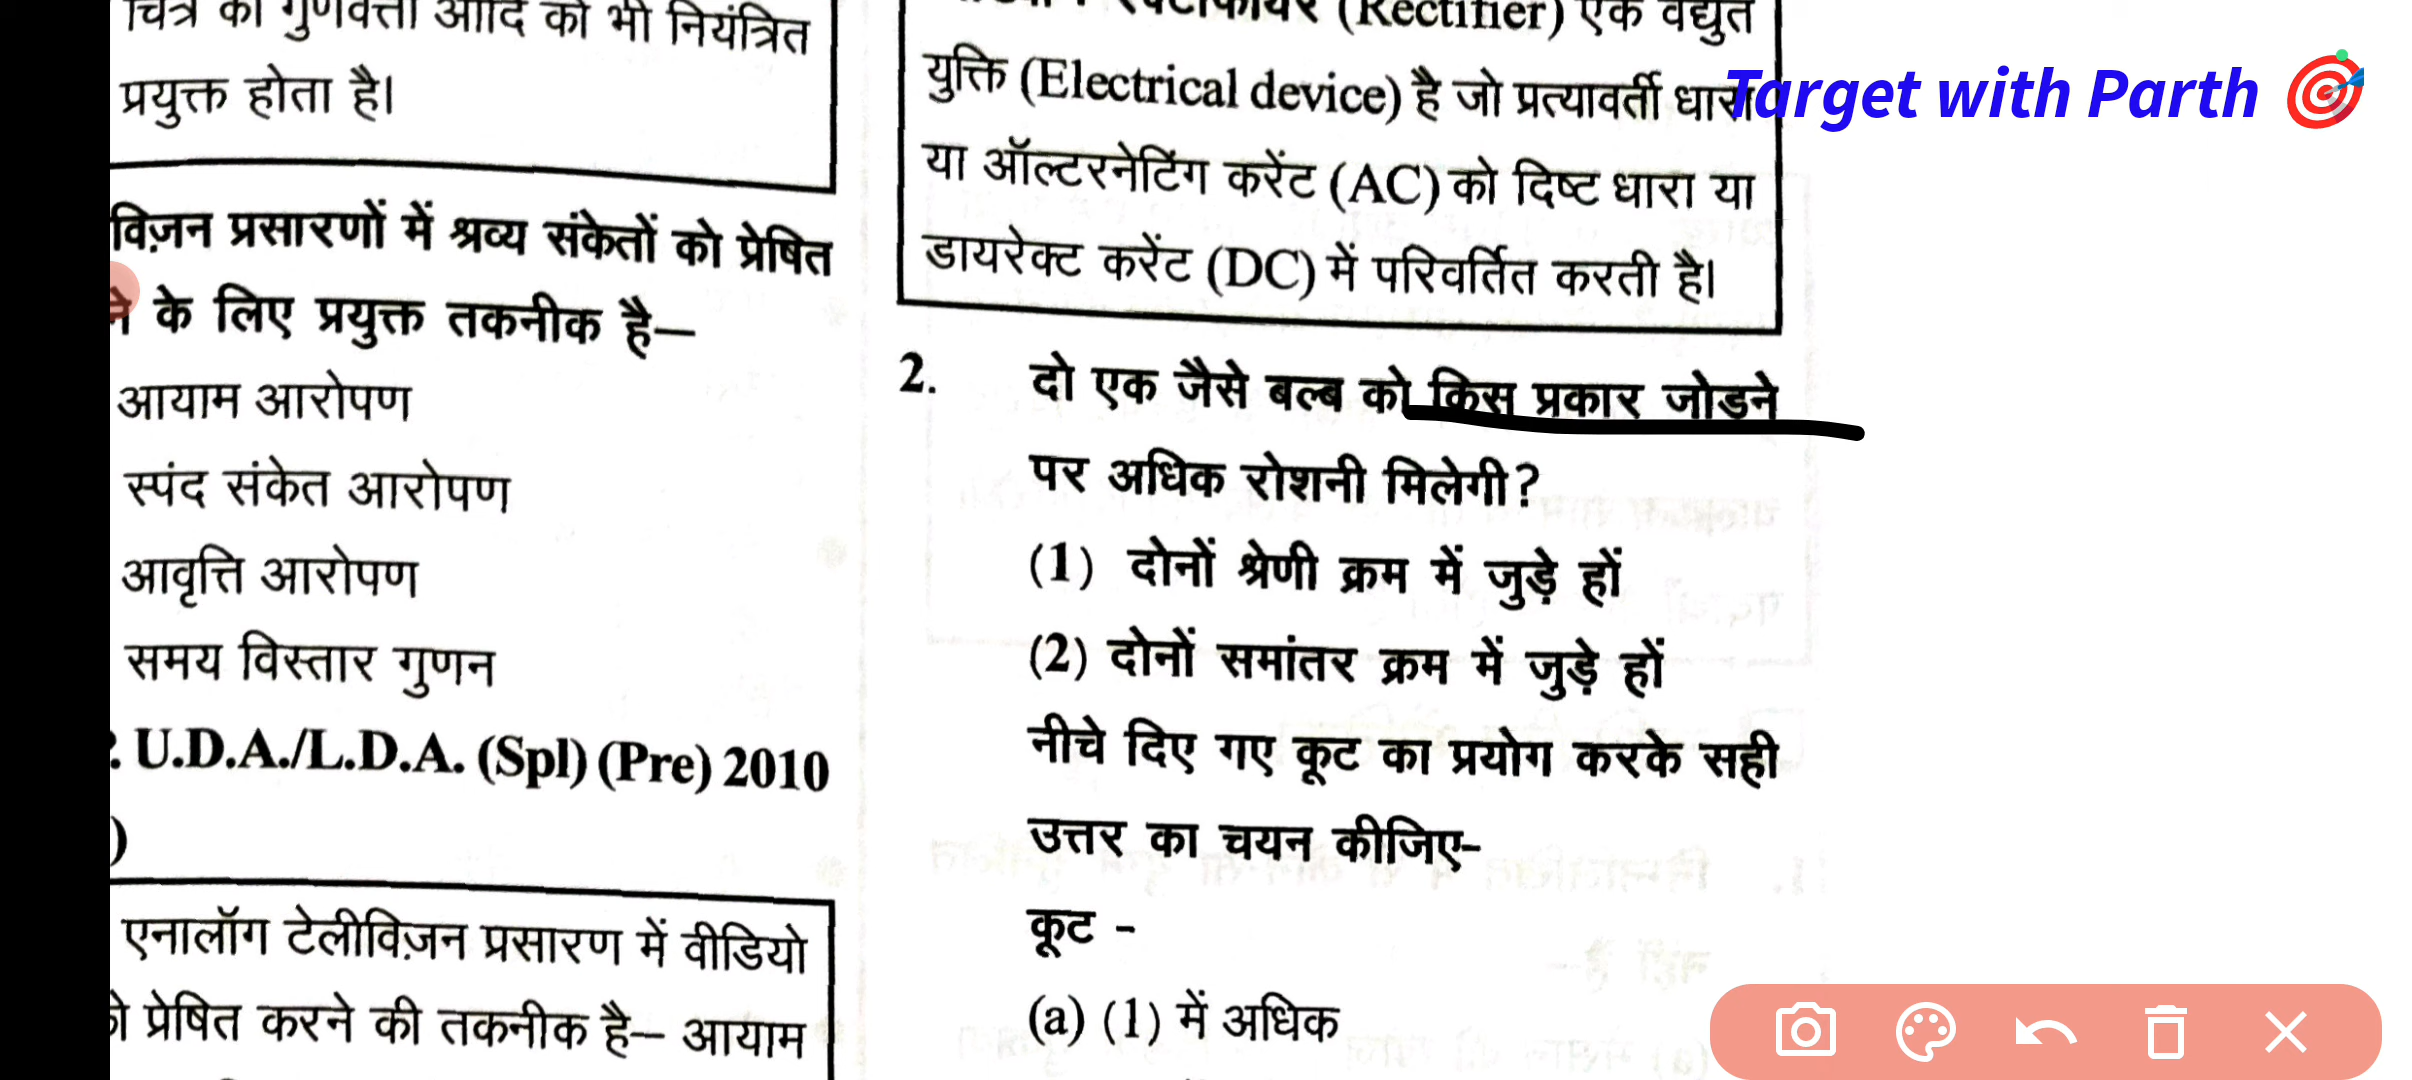 चित्र की गुणवत्ता आदि को भी नियंत्रित
प्रयुक्त होता है।
विज़न प्रसारणों में श्रव्य संकेतों को प्रेषित
ने के लिए प्रयुक्त तकनीक है–
आयाम आरोपण
स्पंद संकेत आरोपण
आवृत्ति आरोपण
समय विस्तार गुणन
. U.D.A./L.D.A. (Spl) (Pre) 2010
)
एनालॉग टेलीविज़न प्रसारण में वीडियो
प्रेषित करने की तकनीक है– आयाम
(Rectifier) एक वैद्युत
युक्ति (Electrical device) है जो प्रत्यावर्ती धारा
या ऑल्टरनेटिंग करेंट (AC) को दिष्ट धारा या
डायरेक्ट करेंट (DC) में परिवर्तित करती है।
2. दो एक जैसे बल्ब को किस प्रकार जोडने
पर अधिक रोशनी मिलेगी?
(1) दोनों श्रेणी क्रम में जुड़े हों
(2) दोनों समांतर क्रम में जुड़े हों
नीचे दिए गए कूट का प्रयोग करके सही
उत्तर का चयन कीजिए-
कूट -
(a) (1) में अधिक
Target with Parth 🎯